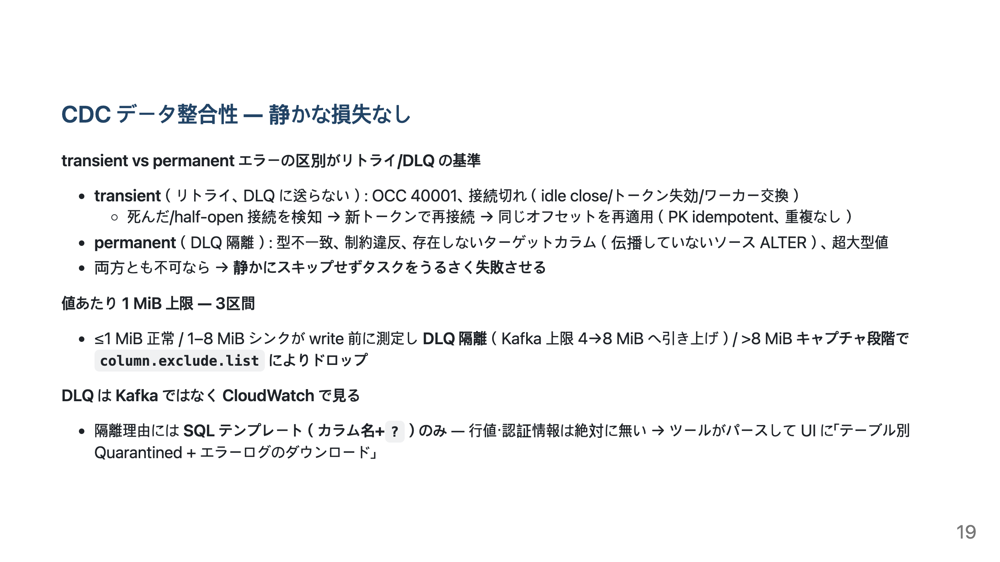 CDC データ整合性 — 静かな損失なし
transient vs permanent エラーの区別がリトライ/DLQ の基準
• transient（リトライ、DLQ に送らない）: OCC 40001、接続切れ（idle close/トークン失効/ワーカー交換）
◦ 死んだ/half-open 接続を検知 → 新トークンで再接続 → 同じオフセットを再適用（PK idempotent、重複なし）
• permanent（DLQ 隔離）: 型不一致、制約違反、存在しないターゲットカラム（伝播していないソース ALTER）、超大型値
• 両方とも不可なら → 静かにスキップせずタスクをうるさく失敗させる
値あたり 1 MiB 上限 — 3区間
• ≤1 MiB 正常 / 1–8 MiB シンクが write 前に測定し DLQ 隔離（Kafka 上限 4→8 MiB へ引き上げ）/ >8 MiB キャプチャ段階で
column.exclude.list によりドロップ
DLQ は Kafka ではなく CloudWatch で見る
• 隔離理由には SQL テンプレート（カラム名+ ? ）のみ — 行値·認証情報は絶対に無い → ツールがパースして UI に「テーブル別
Quarantined + エラーログのダウンロード」
19